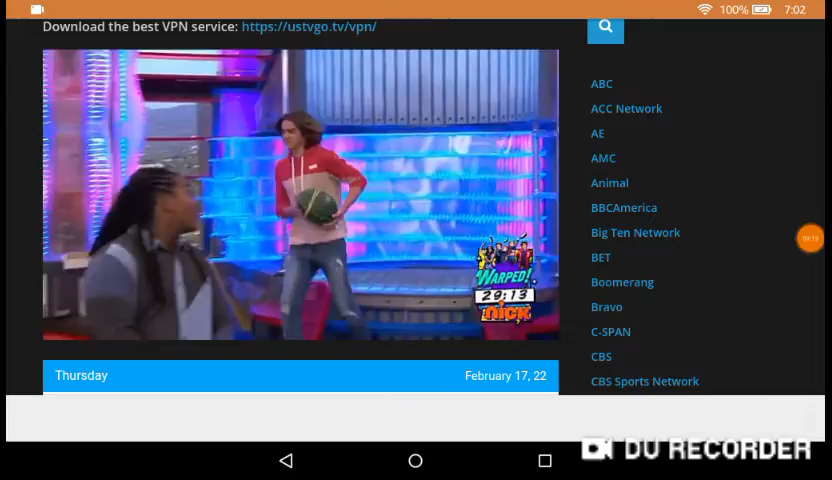 100% 7:02
Download the best VPN service: https://ustvgo.tv/vpn/
ABC
ACC Network
AE
AMC
Animal
BBCAmerica
Big Ten Network
BET
Boomerang
Bravo
C-SPAN
CBS
CBS Sports Network
WARPED!
29:13
nick
Thursday February 17, 22
DU RECORDER